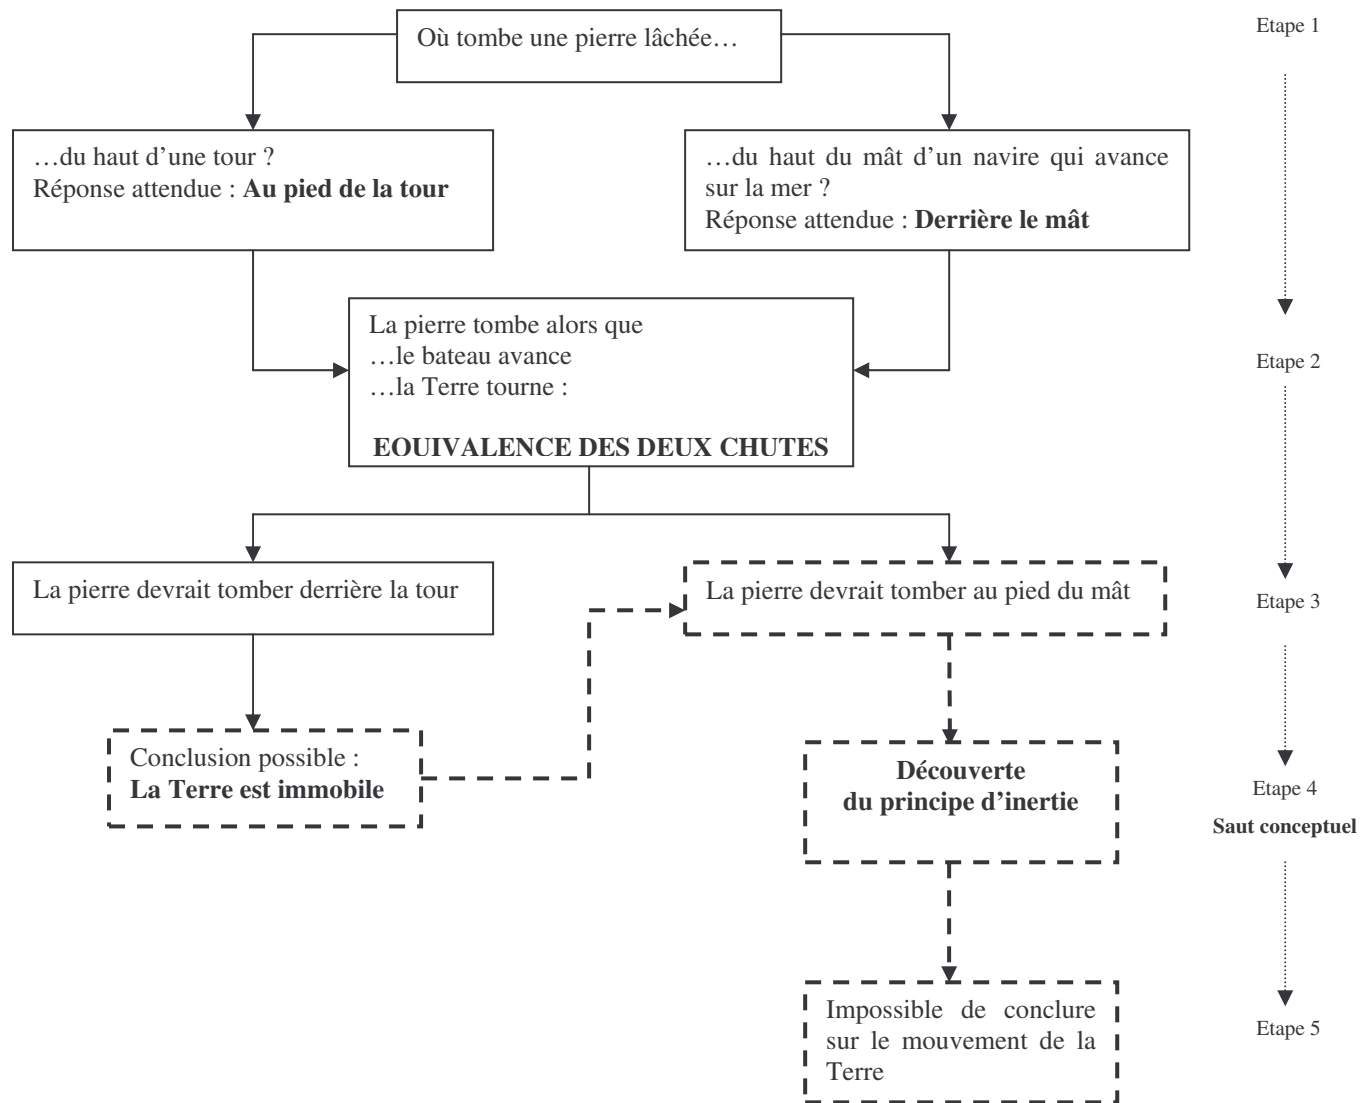 Où tombe une pierre lâchée…
Etape 1
…du haut d'une tour ?
Réponse attendue : Au pied de la tour
…du haut du mât d'un navire qui avance
sur la mer ?
Réponse attendue : Derrière le mât
La pierre tombe alors que
…le bateau avance
…la Terre tourne :
EQUIVALENCE DES DEUX CHUTES
Etape 2
La pierre devrait tomber derrière la tour
La pierre devrait tomber au pied du mât
Etape 3
Conclusion possible :
La Terre est immobile
Découverte
du principe d'inertie
Etape 4
Saut conceptuel
Impossible de conclure
sur le mouvement de la
Terre
Etape 5